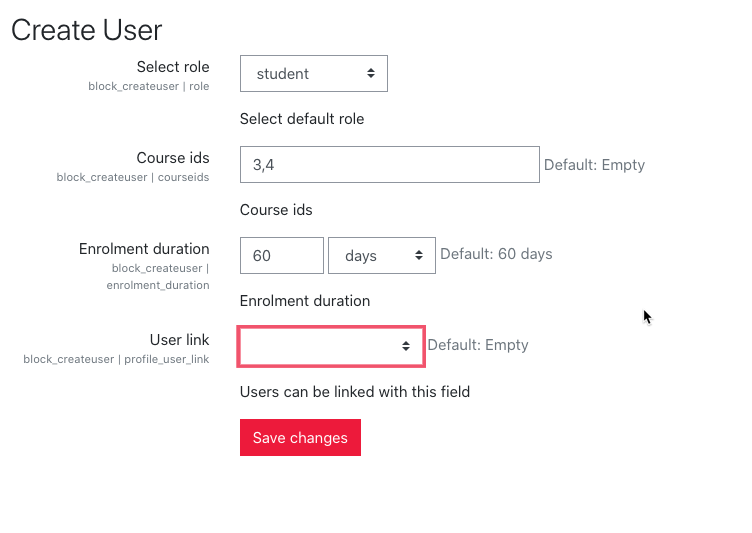 Create User
Select role
student
block_createuser | role
Select default role
Course ids
3,4
Default: Empty
block_createuser | courseids
Course ids
Enrolment duration
60
days
Default: 60 days
block_createuser |
enrolment_duration
Enrolment duration
User link
Default: Empty
block_createuser | profile_user_link
Users can be linked with this field
Save changes